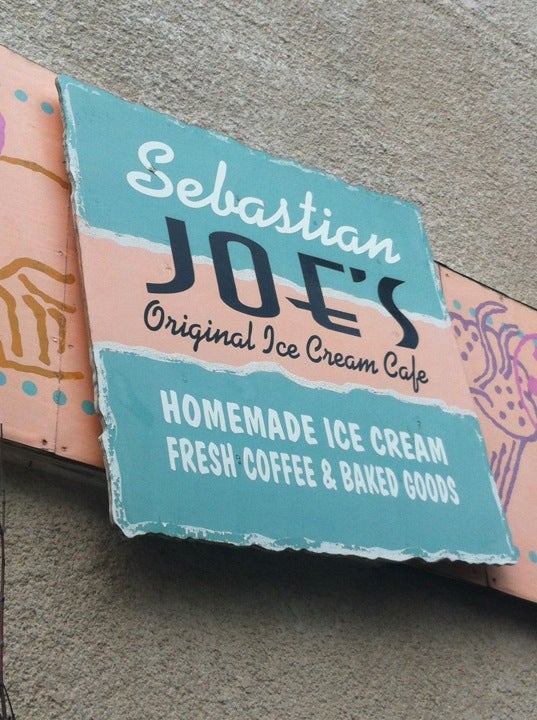 Sebastian
JOE'S
Original Ice Cream Cafe
HOMEMADE ICE CREAM
FRESH COFFEE & BAKED GOODS